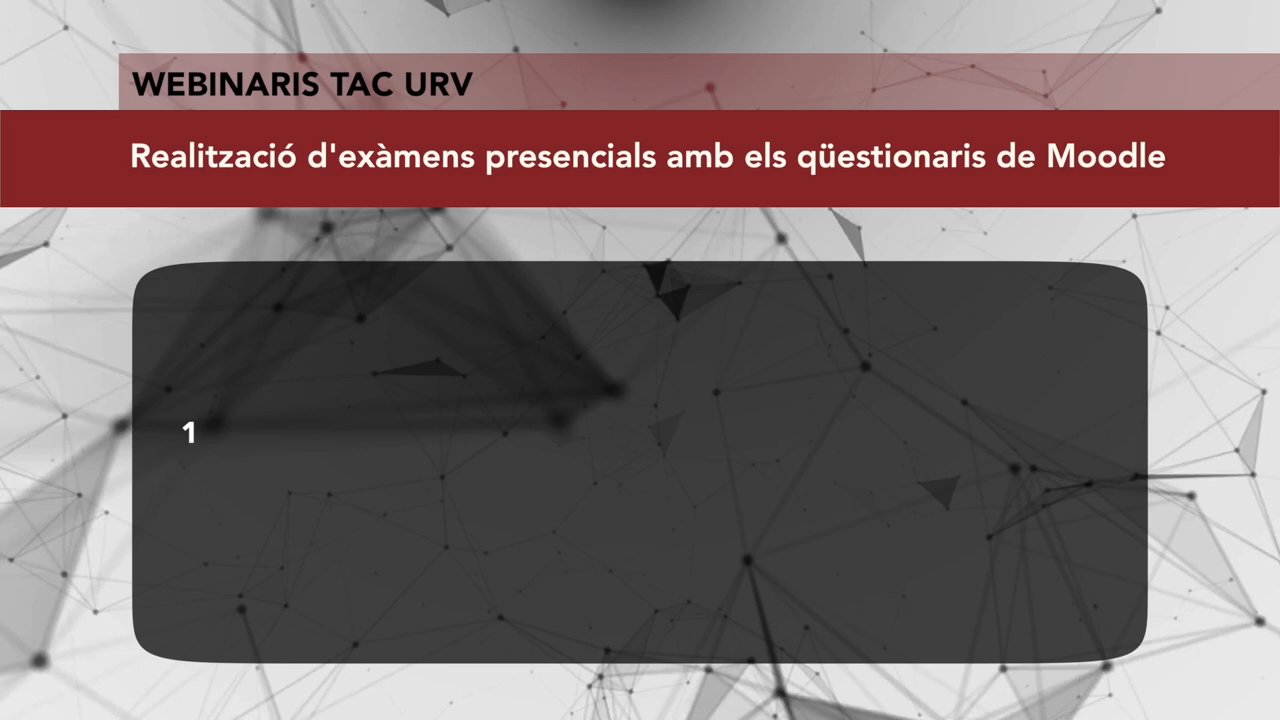 WEBINARIS TAC URV
Realització d'exàmens presencials amb els qüestionaris de Moodle
1